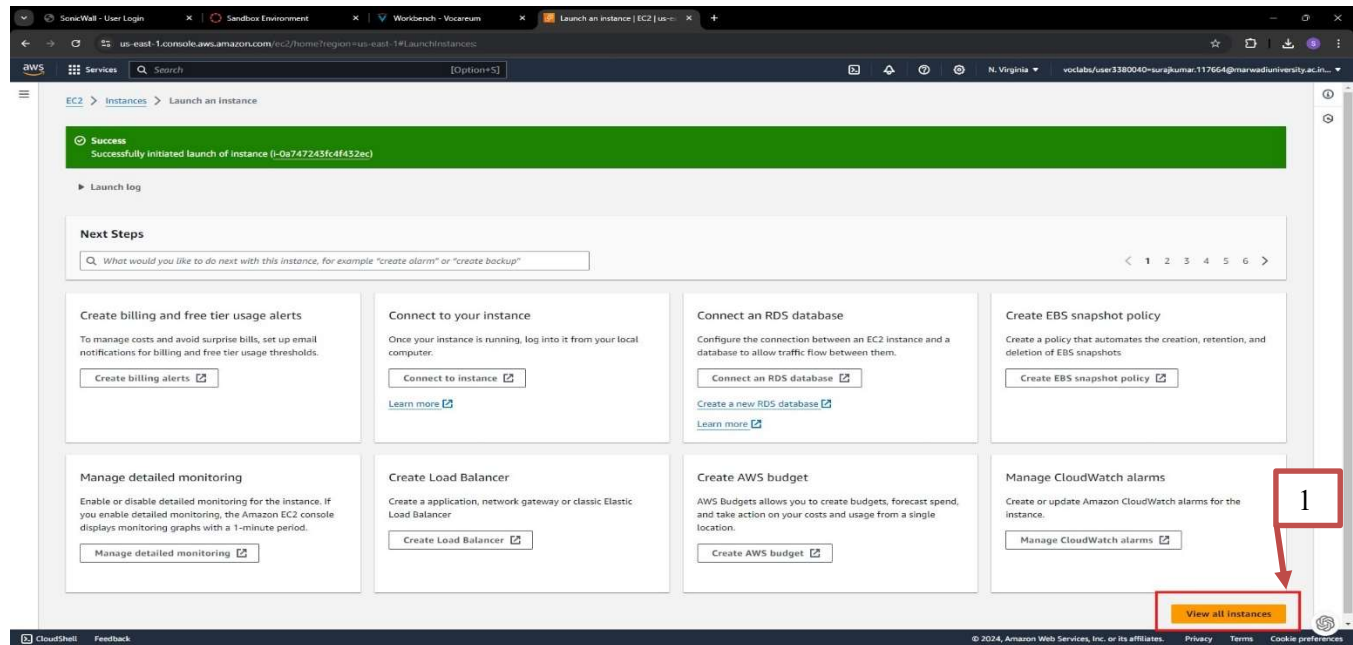 SonicWall - User Login
Sandbox Environment
Workbench - Vocareum
Launch an instance | EC2 | us-e
us-east-1.console.aws.amazon.com/ec2/home?region=us-east-1#LaunchInstances:
aws
Services
Search
[Option+S]
N. Virginia
voclabs/user3380040=surajkumar.117664@marwadiuniversity.ac.in...
EC2 > Instances > Launch an instance
Success
Successfully initiated launch of instance (i-0a747243fc4f432ec)
Launch log
Next Steps
What would you like to do next with this instance, for example "create alarm" or "create backup"
< 1 2 3 4 5 6 >
Create billing and free tier usage alerts
To manage costs and avoid surprise bills, set up email
notifications for billing and free tier usage thresholds.
Create billing alerts
Connect to your instance
Once your instance is running, log into it from your local
computer.
Connect to instance
Learn more
Connect an RDS database
Configure the connection between an EC2 instance and a
database to allow traffic flow between them.
Connect an RDS database
Create a new RDS database
Learn more
Create EBS snapshot policy
Create a policy that automates the creation, retention, and
deletion of EBS snapshots
Create EBS snapshot policy
Manage detailed monitoring
Enable or disable detailed monitoring for the instance. If
you enable detailed monitoring, the Amazon EC2 console
displays monitoring graphs with a 1-minute period.
Manage detailed monitoring
Create Load Balancer
Create a application, network gateway or classic Elastic
Load Balancer
Create Load Balancer
Create AWS budget
AWS Budgets allows you to create budgets, forecast spend,
and take action on your costs and usage from a single
location.
Create AWS budget
Manage CloudWatch alarms
Create or update Amazon CloudWatch alarms for the
instance.
Manage CloudWatch alarms
1
View all instances
CloudShell
Feedback
© 2024, Amazon Web Services, Inc. or its affiliates.
Privacy
Terms
Cookie preferences